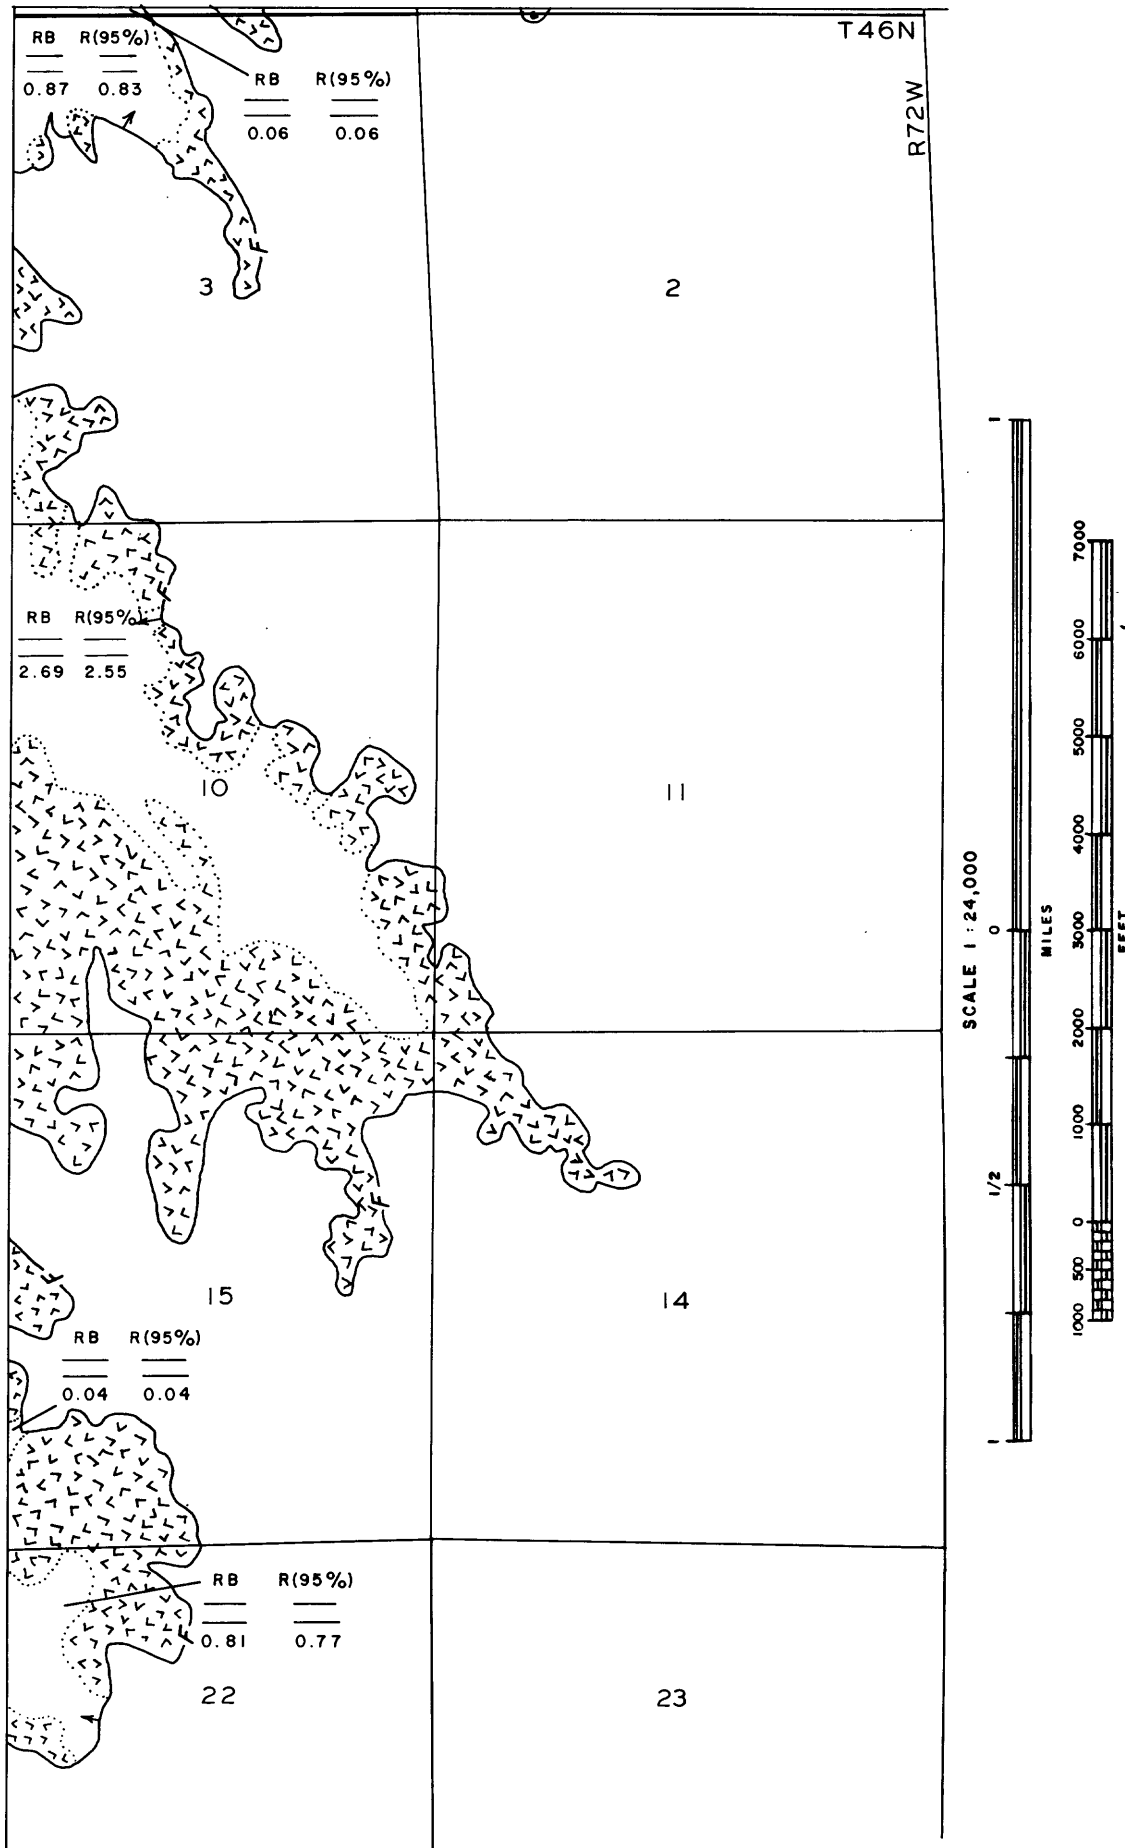 T46N
R72W
RB R(95%)
0.87 0.83
RB R(95%)
0.06 0.06
F
3
2
F
RB R(95%)
2.69 2.55
10
11
F
15
14
F
RB R(95%)
0.04 0.04
RB R(95%)
0.81 0.77
F
22
23
SCALE 1:24,000
1
0
1/2
1
MILES
7000
6000
5000
4000
3000
2000
1000
0
500
1000
FEET